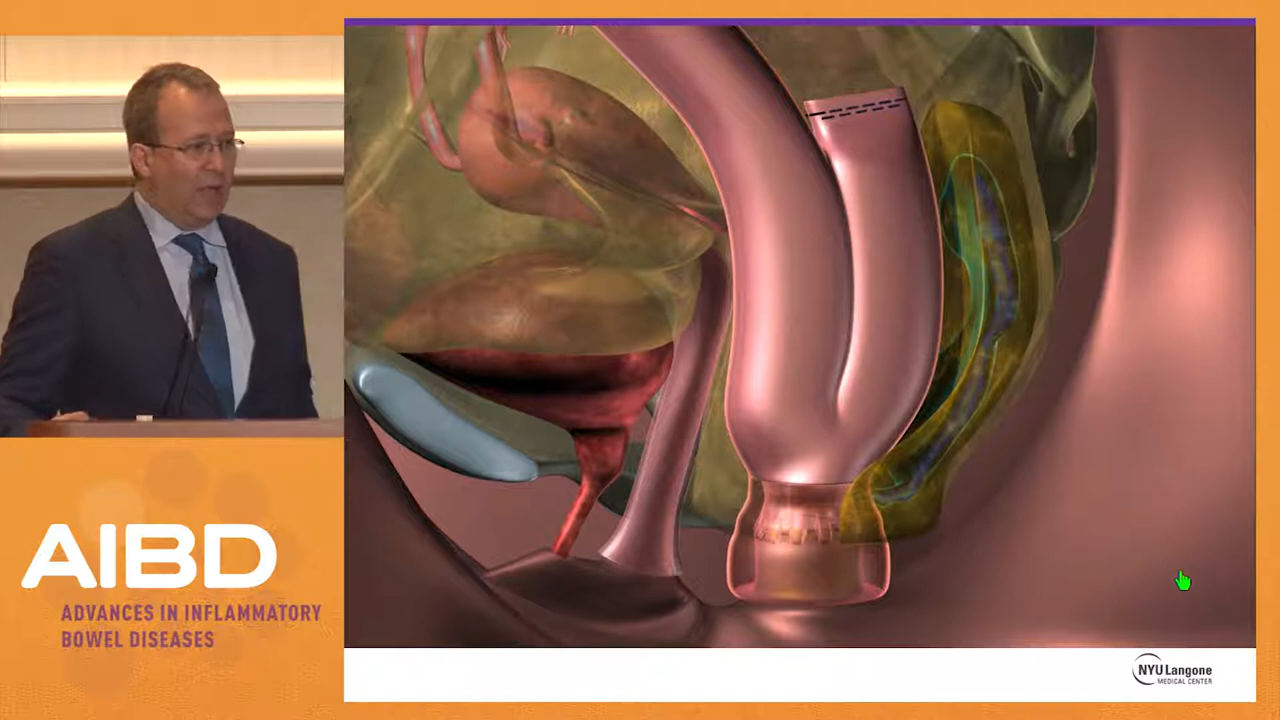 AIBD
ADVANCES IN INFLAMMATORY
BOWEL DISEASES
NYU Langone
MEDICAL CENTER